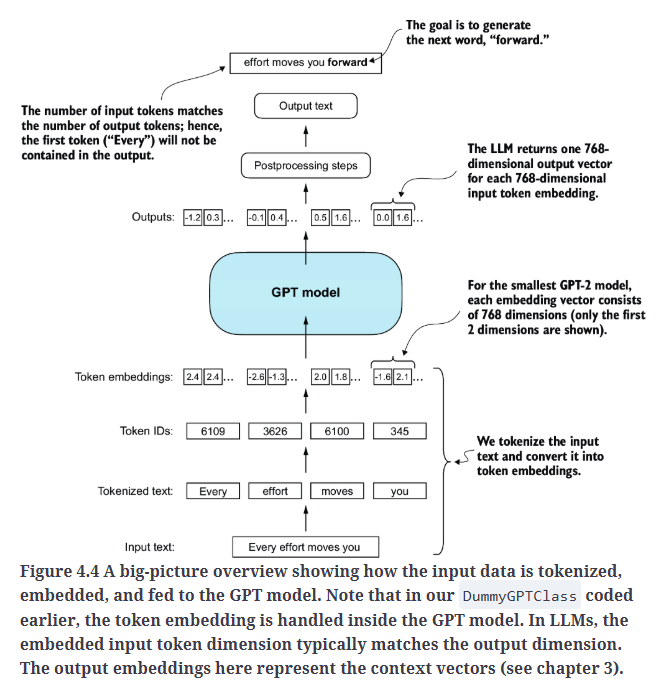 The goal is to generate
the next word, “forward.”
effort moves you forward
The number of input tokens matches
the number of output tokens; hence,
the first token (“Every”) will not be
contained in the output.
Output text
Postprocessing steps
The LLM returns one 768-
dimensional output vector
for each 768-dimensional
input token embedding.
Outputs: -1.2 0.3 ... -0.1 0.4 ... 0.5 1.6 ... 0.0 1.6 ...
GPT model
For the smallest GPT-2 model,
each embedding vector consists
of 768 dimensions (only the first
2 dimensions are shown).
Token embeddings: 2.4 2.4 ... -2.6 -1.3 ... 2.0 1.8 ... -1.6 2.1 ...
Token IDs: 6109 3626 6100 345
We tokenize the input
text and convert it into
token embeddings.
Tokenized text: Every effort moves you
Input text: Every effort moves you
Figure 4.4 A big-picture overview showing how the input data is tokenized,
embedded, and fed to the GPT model. Note that in our DummyGPTClass coded
earlier, the token embedding is handled inside the GPT model. In LLMs, the
embedded input token dimension typically matches the output dimension.
The output embeddings here represent the context vectors (see chapter 3).